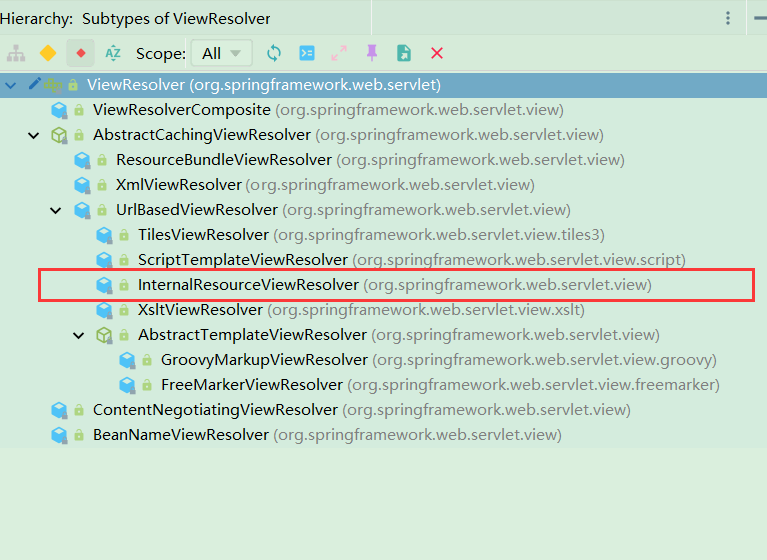 Hierarchy: Subtypes of ViewResolver
Scope: All
ViewResolver (org.springframework.web.servlet)
ViewResolverComposite (org.springframework.web.servlet.view)
AbstractCachingViewResolver (org.springframework.web.servlet.view)
ResourceBundleViewResolver (org.springframework.web.servlet.view)
XmlViewResolver (org.springframework.web.servlet.view)
UrlBasedViewResolver (org.springframework.web.servlet.view)
TilesViewResolver (org.springframework.web.servlet.view.tiles3)
ScriptTemplateViewResolver (org.springframework.web.servlet.view.script)
InternalResourceViewResolver (org.springframework.web.servlet.view)
XsltViewResolver (org.springframework.web.servlet.view.xslt)
AbstractTemplateViewResolver (org.springframework.web.servlet.view)
GroovyMarkupViewResolver (org.springframework.web.servlet.view.groovy)
FreeMarkerViewResolver (org.springframework.web.servlet.view.freemarker)
ContentNegotiatingViewResolver (org.springframework.web.servlet.view)
BeanNameViewResolver (org.springframework.web.servlet.view)